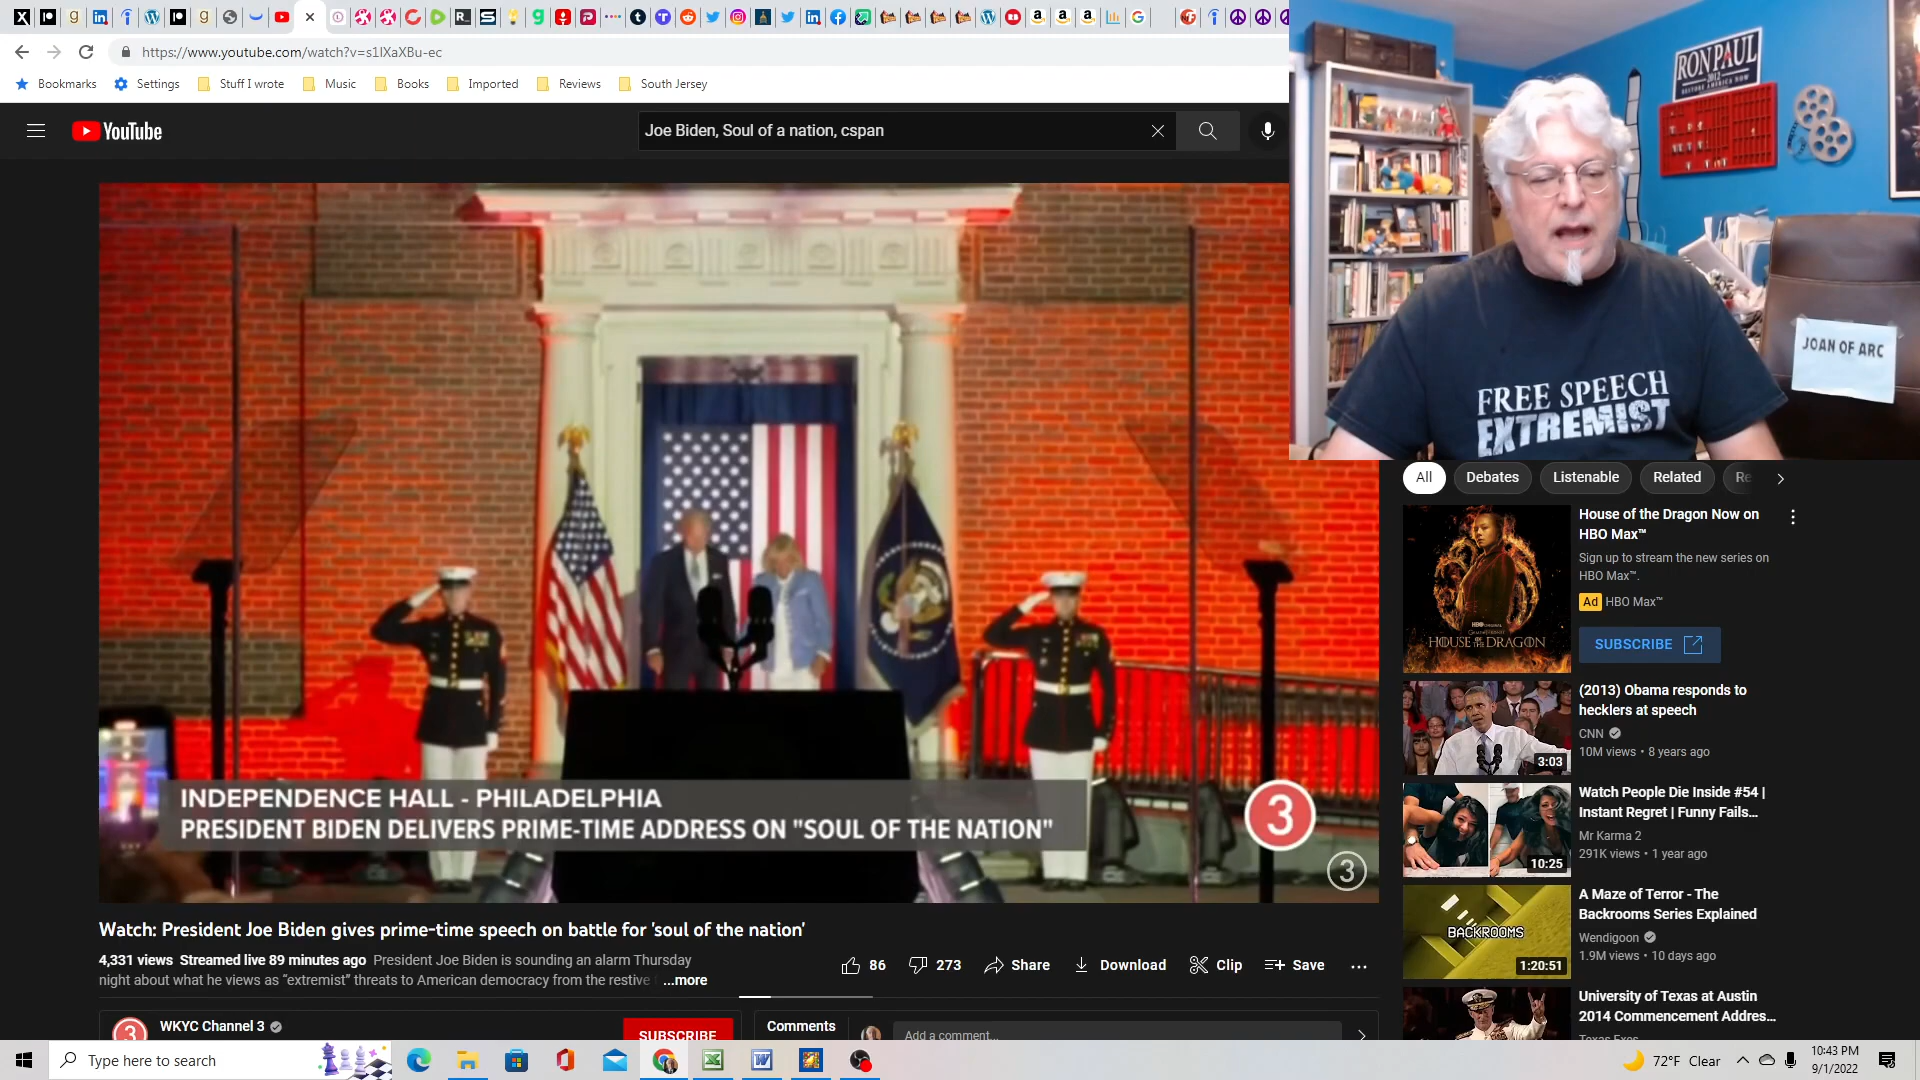 https://www.youtube.com/watch?v=s1lXaXBu-ec
Bookmarks
Settings
Stuff I wrote
Music
Books
Imported
Reviews
South Jersey
YouTube
Joe Biden, Soul of a nation, cspan
RON PAUL
2012
RESTORE AMERICA NOW
JOAN OF ARC
FREE SPEECH
EXTREMIST
INDEPENDENCE HALL - PHILADELPHIA
PRESIDENT BIDEN DELIVERS PRIME-TIME ADDRESS ON "SOUL OF THE NATION"
3
3
Watch: President Joe Biden gives prime-time speech on battle for 'soul of the nation'
4,331 views Streamed live 89 minutes ago President Joe Biden is sounding an alarm Thursday
night about what he views as “extremist” threats to American democracy from the restive ...more
86
273
Share
Download
Clip
Save
3
WKYC Channel 3
SUBSCRIBE
Comments
Add a comment...
All
Debates
Listenable
Related
Re
House of the Dragon Now on
HBO Max™
Sign up to stream the new series on
HBO Max™.
Ad HBO Max™
SUBSCRIBE
HOUSE OF THE DRAGON
(2013) Obama responds to
hecklers at speech
CNN
10M views • 8 years ago
3:03
Watch People Die Inside #54 |
Instant Regret | Funny Fails...
Mr Karma 2
291K views • 1 year ago
10:25
A Maze of Terror - The
Backrooms Series Explained
Wendigoon
1.9M views • 10 days ago
BACKROOMS
1:20:51
University of Texas at Austin
2014 Commencement Addres...
Texas Exes
Type here to search
72°F Clear
10:43 PM
9/1/2022